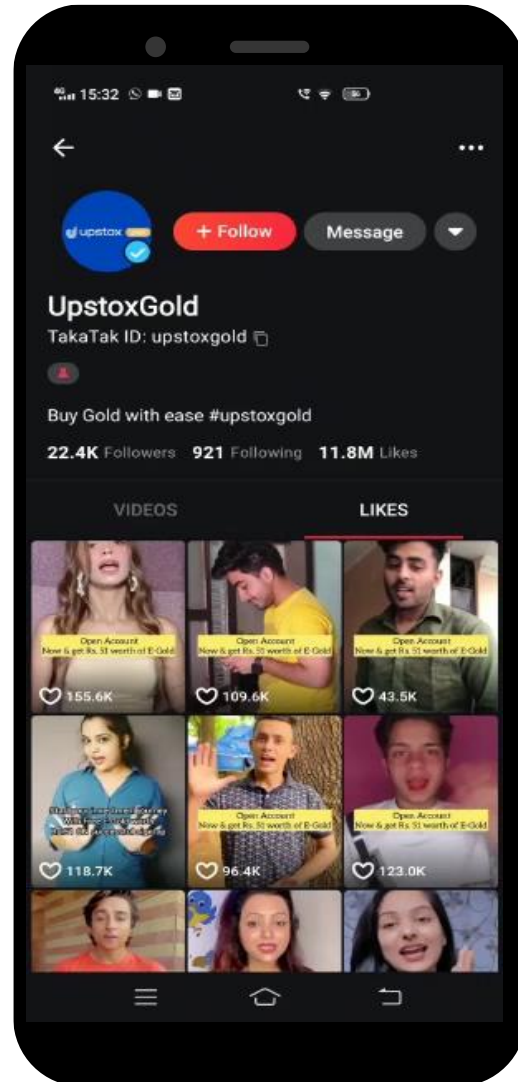 15:32
upstox
+ Follow
Message
UpstoxGold
TakaTak ID: upstoxgold
Buy Gold with ease #upstoxgold
22.4K Followers 921 Following 11.8M Likes
VIDEOS LIKES
Open Account
Now & get Rs. 51 worth of E-Gold
155.6K
Open Account
Now & get Rs. 51 worth of E-Gold
109.6K
Open Account
Now & get Rs. 51 worth of E-Gold
43.5K
118.7K
Open Account
Now & get Rs. 51 worth of E-Gold
96.4K
Open Account
Now & get Rs. 51 worth of E-Gold
123.0K